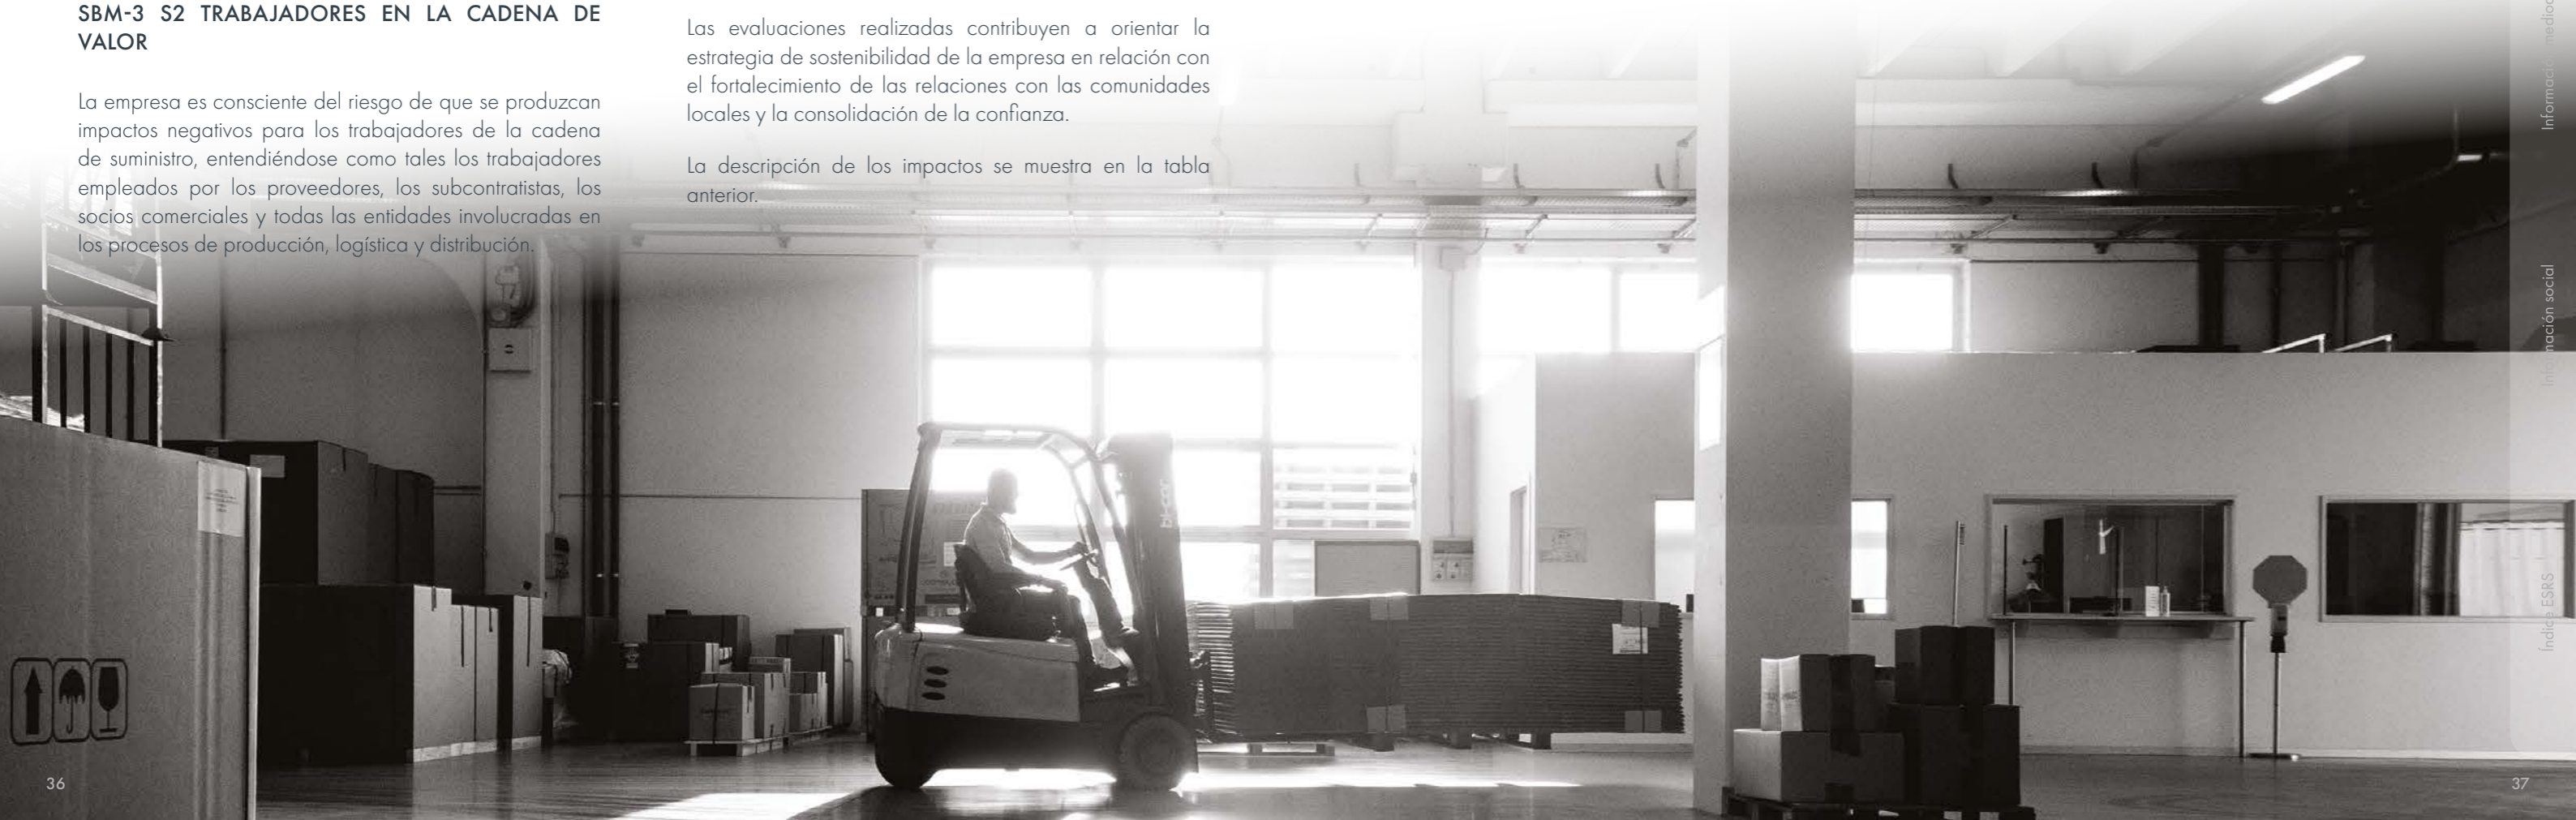 SBM-3 S2 TRABAJADORES EN LA CADENA DE
VALOR
La empresa es consciente del riesgo de que se produzcan
impactos negativos para los trabajadores de la cadena
de suministro, entendiéndose como tales los trabajadores
empleados por los proveedores, los subcontratistas, los
socios comerciales y todas las entidades involucradas en
los procesos de producción, logística y distribución.
Las evaluaciones realizadas contribuyen a orientar la
estrategia de sostenibilidad de la empresa en relación con
el fortalecimiento de las relaciones con las comunidades
locales y la consolidación de la confianza.
La descripción de los impactos se muestra en la tabla
anterior.
Información social
Índice ESRS
36
37